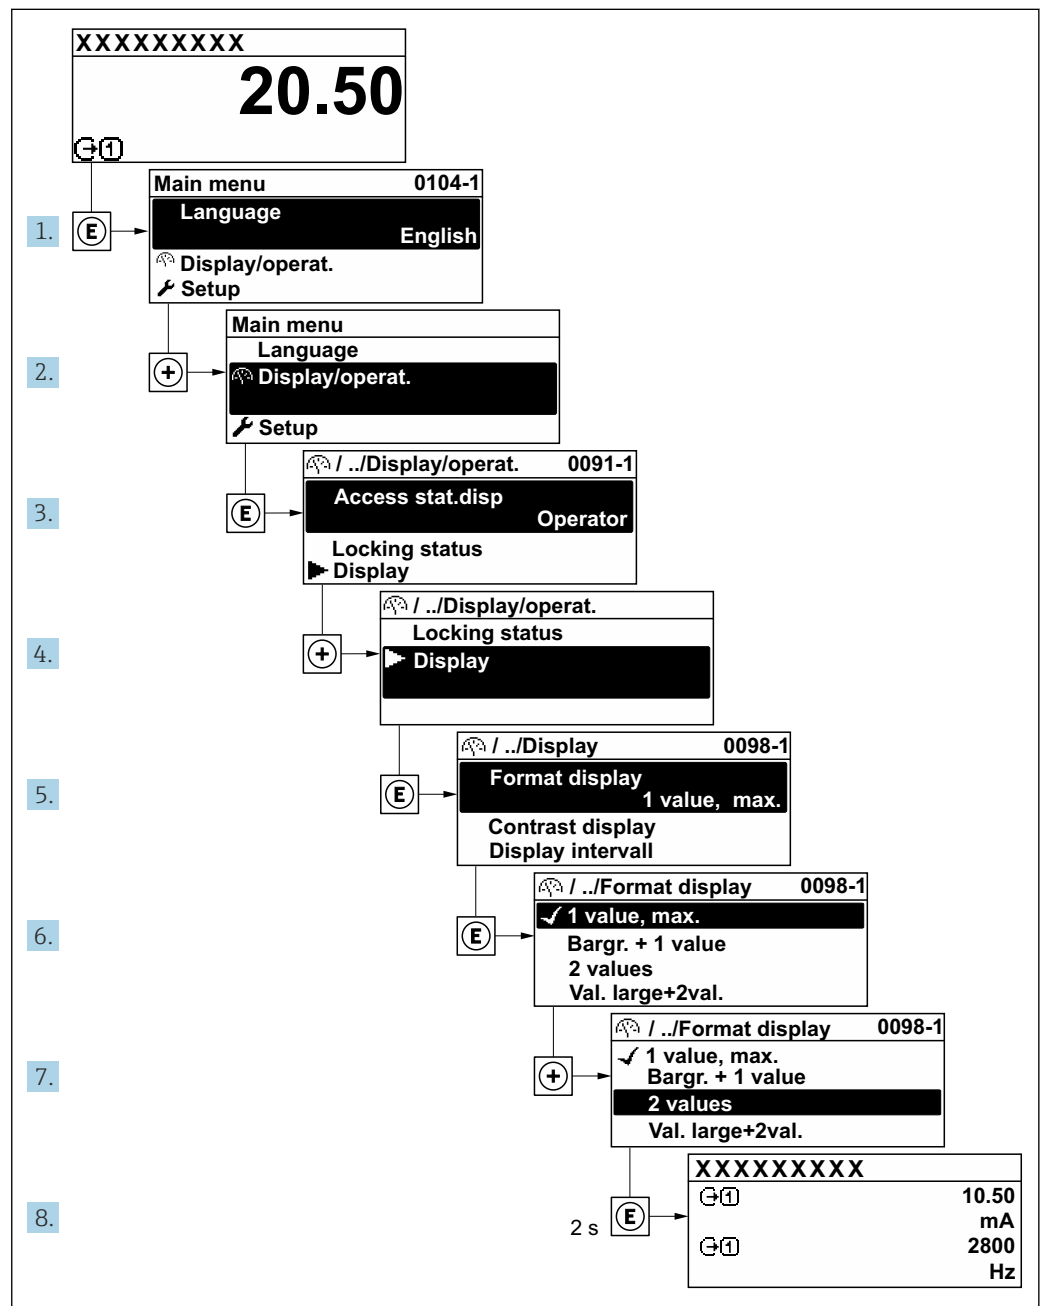 XXXXXXXXX
20.50
1
Main menu 0104-1
1. E Language
English
Display/operat.
Setup
Main menu
Language
2. + Display/operat.
Setup
/ ../Display/operat. 0091-1
3. E Access stat.disp
Operator
Locking status
Display
/ ../Display/operat.
Locking status
4. + Display
/ ../Display 0098-1
5. E Format display
1 value, max.
Contrast display
Display intervall
/ ../Format display 0098-1
1 value, max.
6. E Bargr. + 1 value
2 values
Val. large+2val.
/ ../Format display 0098-1
1 value, max.
7. + Bargr. + 1 value
2 values
Val. large+2val.
XXXXXXXXX
1 10.50
8. 2 s E mA
1 2800
Hz